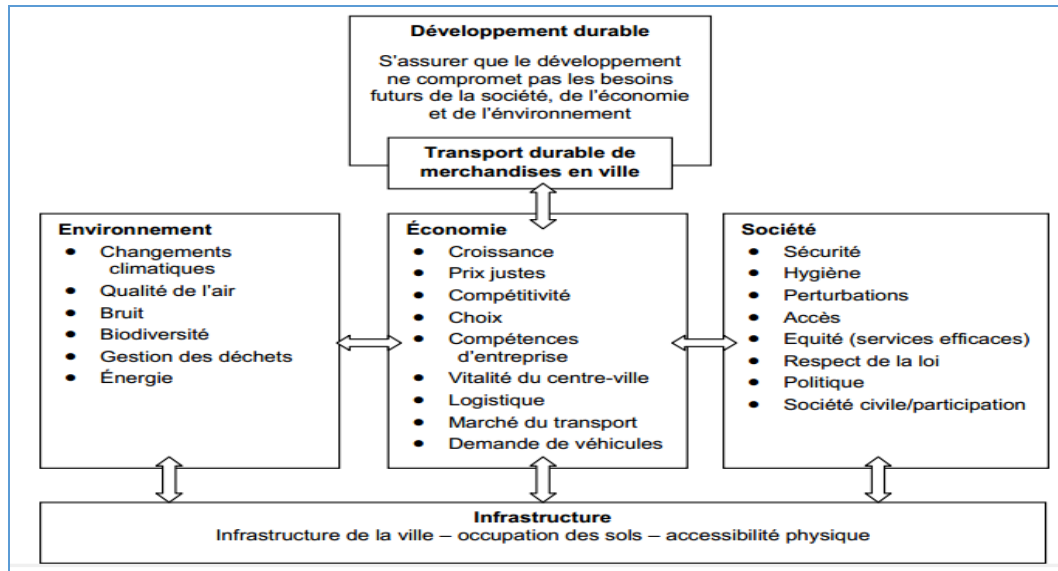 Développement durable
S'assurer que le développement
ne compromet pas les besoins
futurs de la société, de l'économie
et de l'énvironnement
Transport durable de
merchandises en ville
Environnement
• Changements
climatiques
• Qualité de l'air
• Bruit
• Biodiversité
• Gestion des déchets
• Énergie
Économie
• Croissance
• Prix justes
• Compétitivité
• Choix
• Compétences
d'entreprise
• Vitalité du centre-ville
• Logistique
• Marché du transport
• Demande de véhicules
Société
• Sécurité
• Hygiène
• Perturbations
• Accès
• Equité (services efficaces)
• Respect de la loi
• Politique
• Société civile/participation
Infrastructure
Infrastructure de la ville – occupation des sols – accessibilité physique